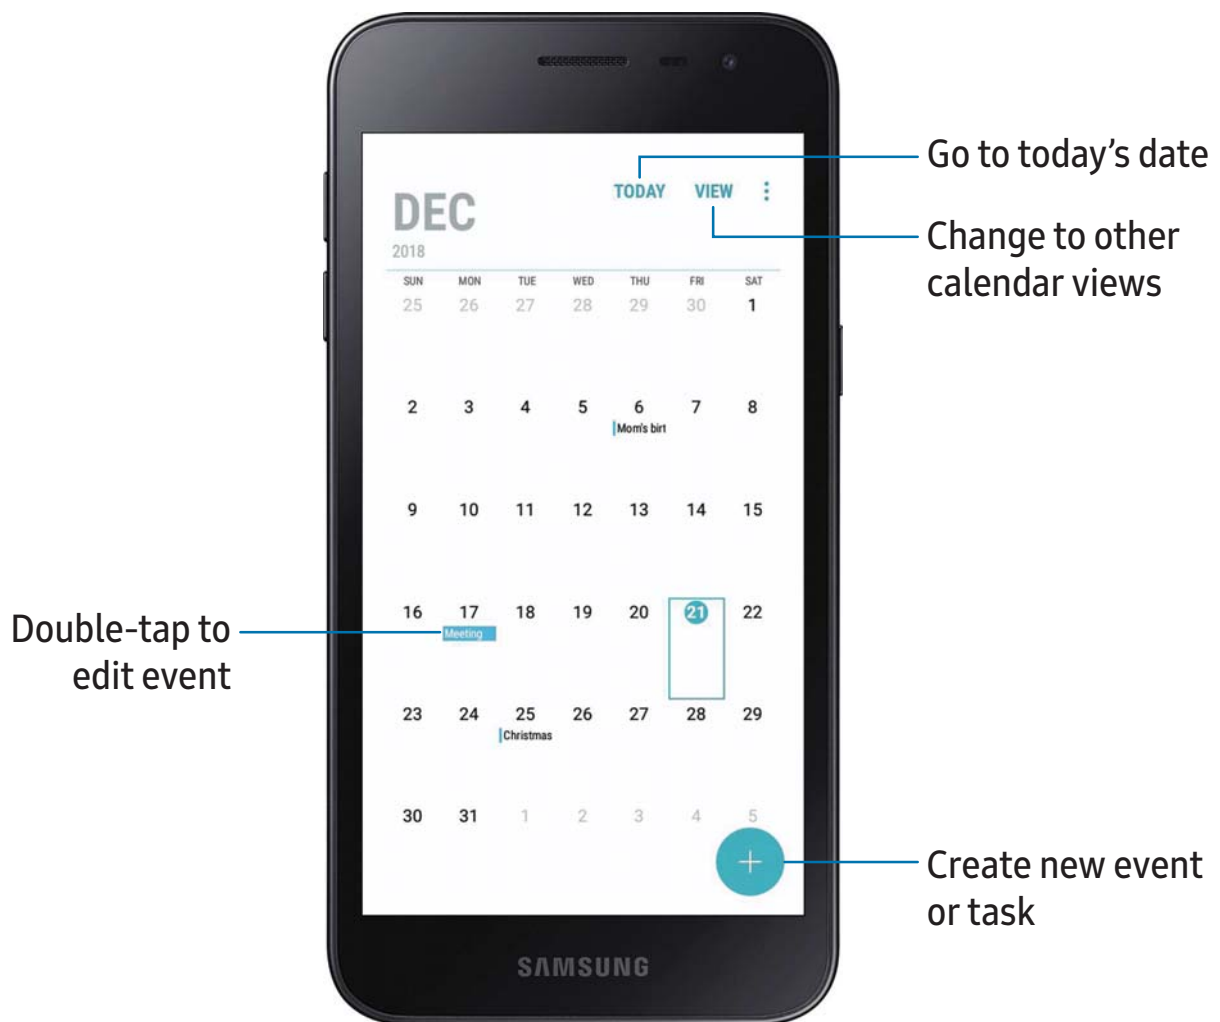 Go to today’s date
TODAY VIEW
DEC
Change to other
calendar views
2018
SUN MON TUE WED THU FRI SAT
25 26 27 28 29 30 1
2 3 4 5 6 7 8
Mom's birt
9 10 11 12 13 14 15
16 17 18 19 20 21 22
Meeting
Double-tap to
edit event
23 24 25 26 27 28 29
Christmas
30 31 1 2 3 4 5
+
Create new event
or task
SAMSUNG